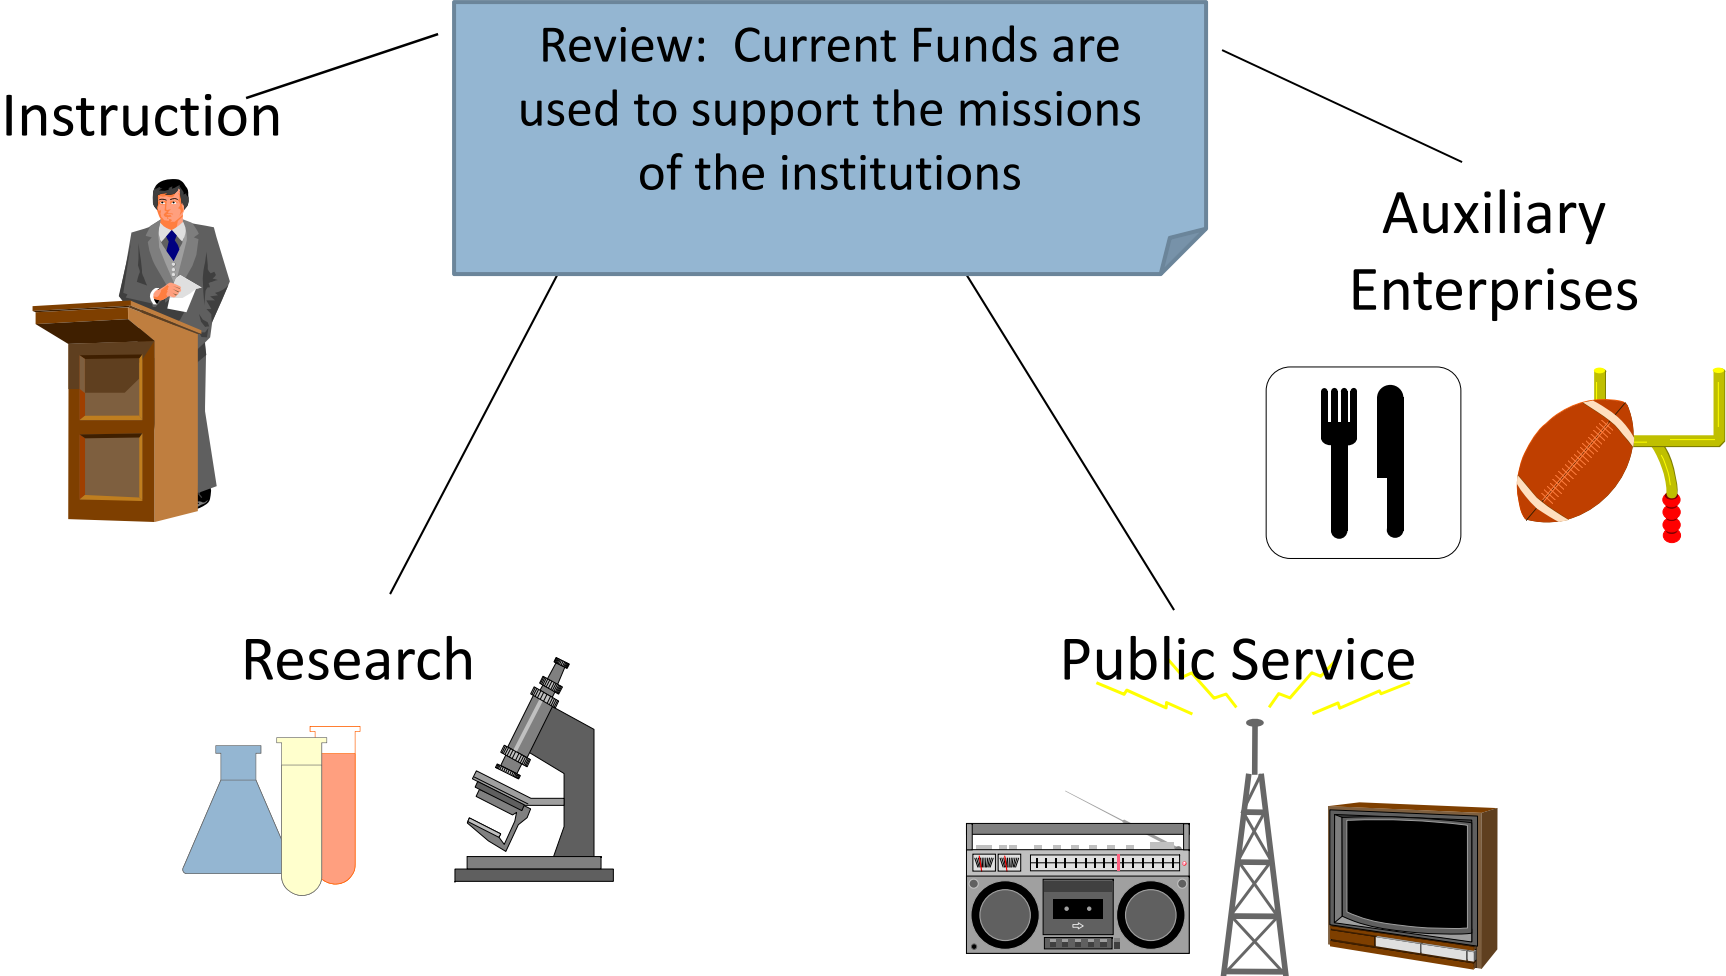 Review:  Current Funds are
used to support the missions
of the institutions
Instruction
Auxiliary
Enterprises
Research
Public Service